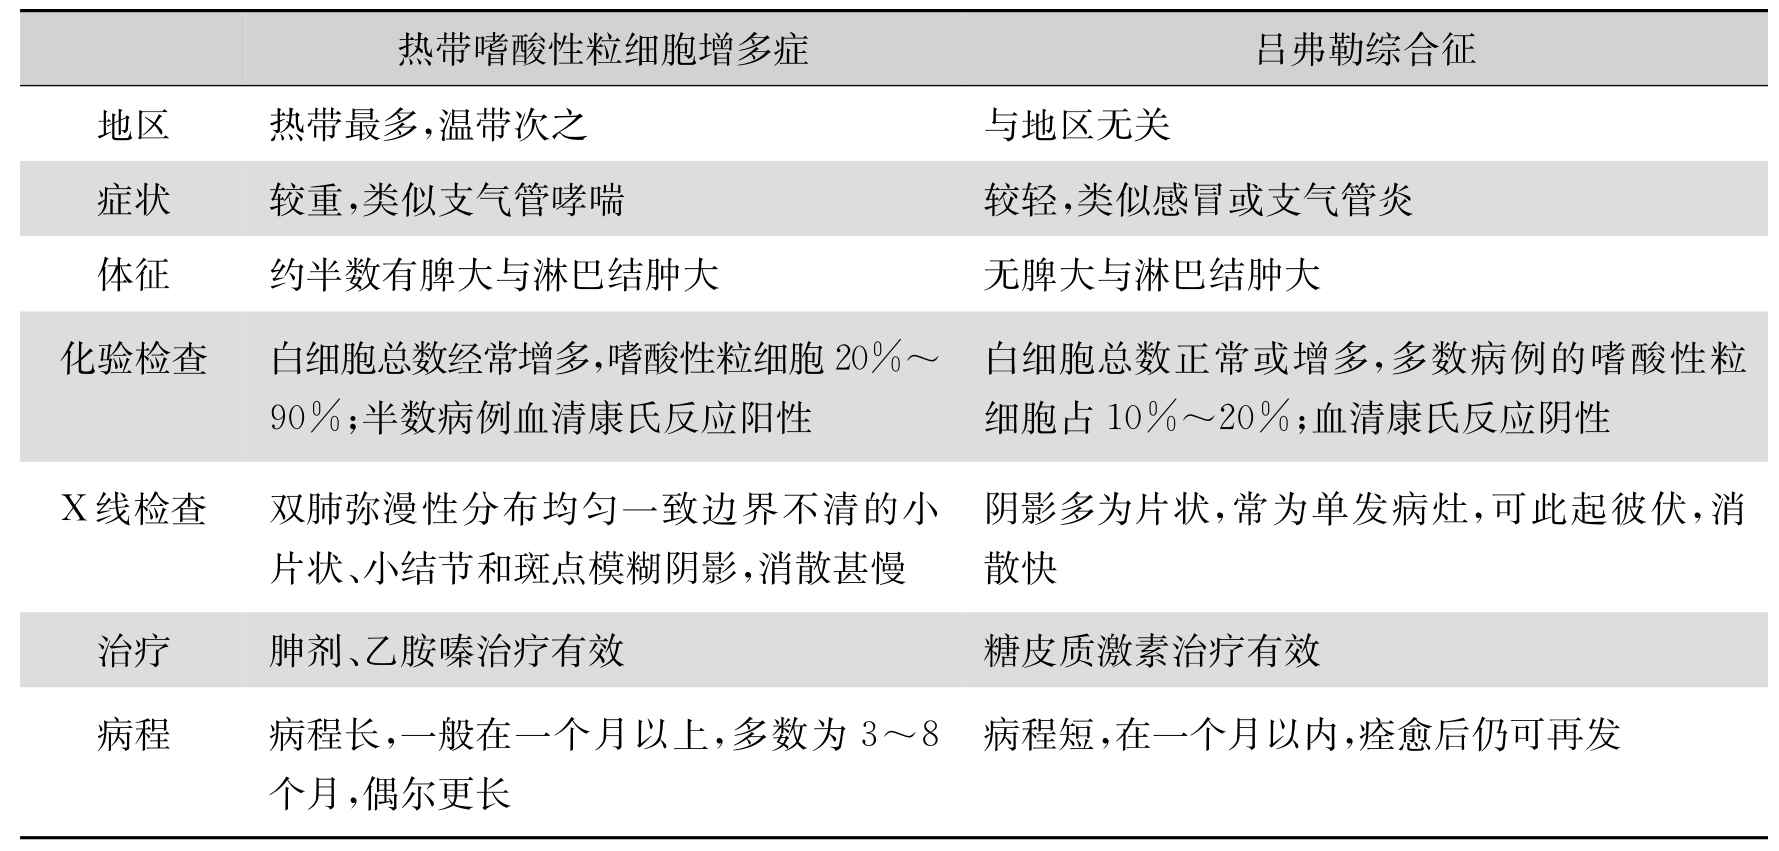 热带嗜酸性粒细胞增多症 吕弗勒综合征
地区 热带最多,温带次之 与地区无关
症状 较重,类似支气管哮喘 较轻,类似感冒或支气管炎
体征 约半数有脾大与淋巴结肿大 无脾大与淋巴结肿大
化验检查 白细胞总数经常增多,嗜酸性粒细胞 20%～ 白细胞总数正常或增多,多数病例的嗜酸性粒
90%;半数病例血清康氏反应阳性 细胞占 10%～20%;血清康氏反应阴性
X线检查 双肺弥漫性分布均匀一致边界不清的小 阴影多为片状,常为单发病灶,可此起彼伏,消
片状、小结节和斑点模糊阴影,消散甚慢 散快
治疗 胂剂、乙胺嗪治疗有效 糖皮质激素治疗有效
病程 病程长,一般在一个月以上,多数为 3～8 病程短,在一个月以内,痊愈后仍可再发
个月,偶尔更长